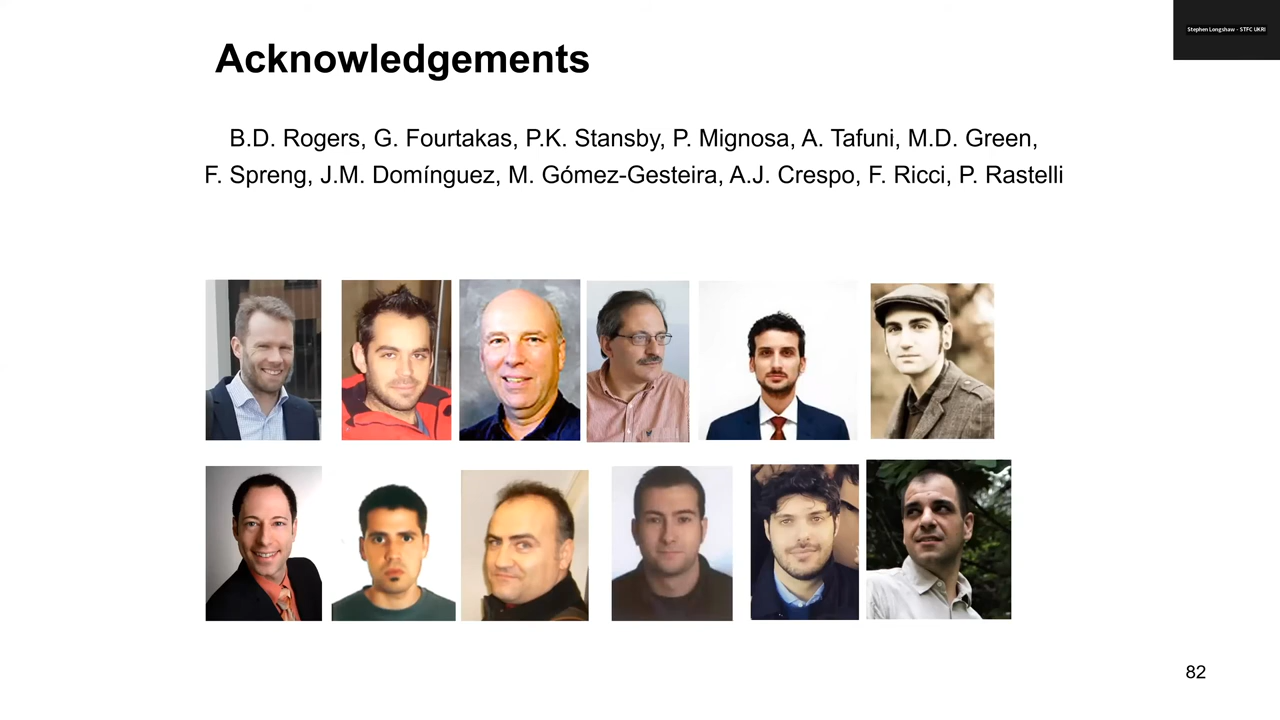 Acknowledgements
Stephen Longshaw - STFC UKRI
B.D. Rogers, G. Fourtakas, P.K. Stansby, P. Mignosa, A. Tafuni, M.D. Green,
F. Spreng, J.M. Domínguez, M. Gómez-Gesteira, A.J. Crespo, F. Ricci, P. Rastelli
82